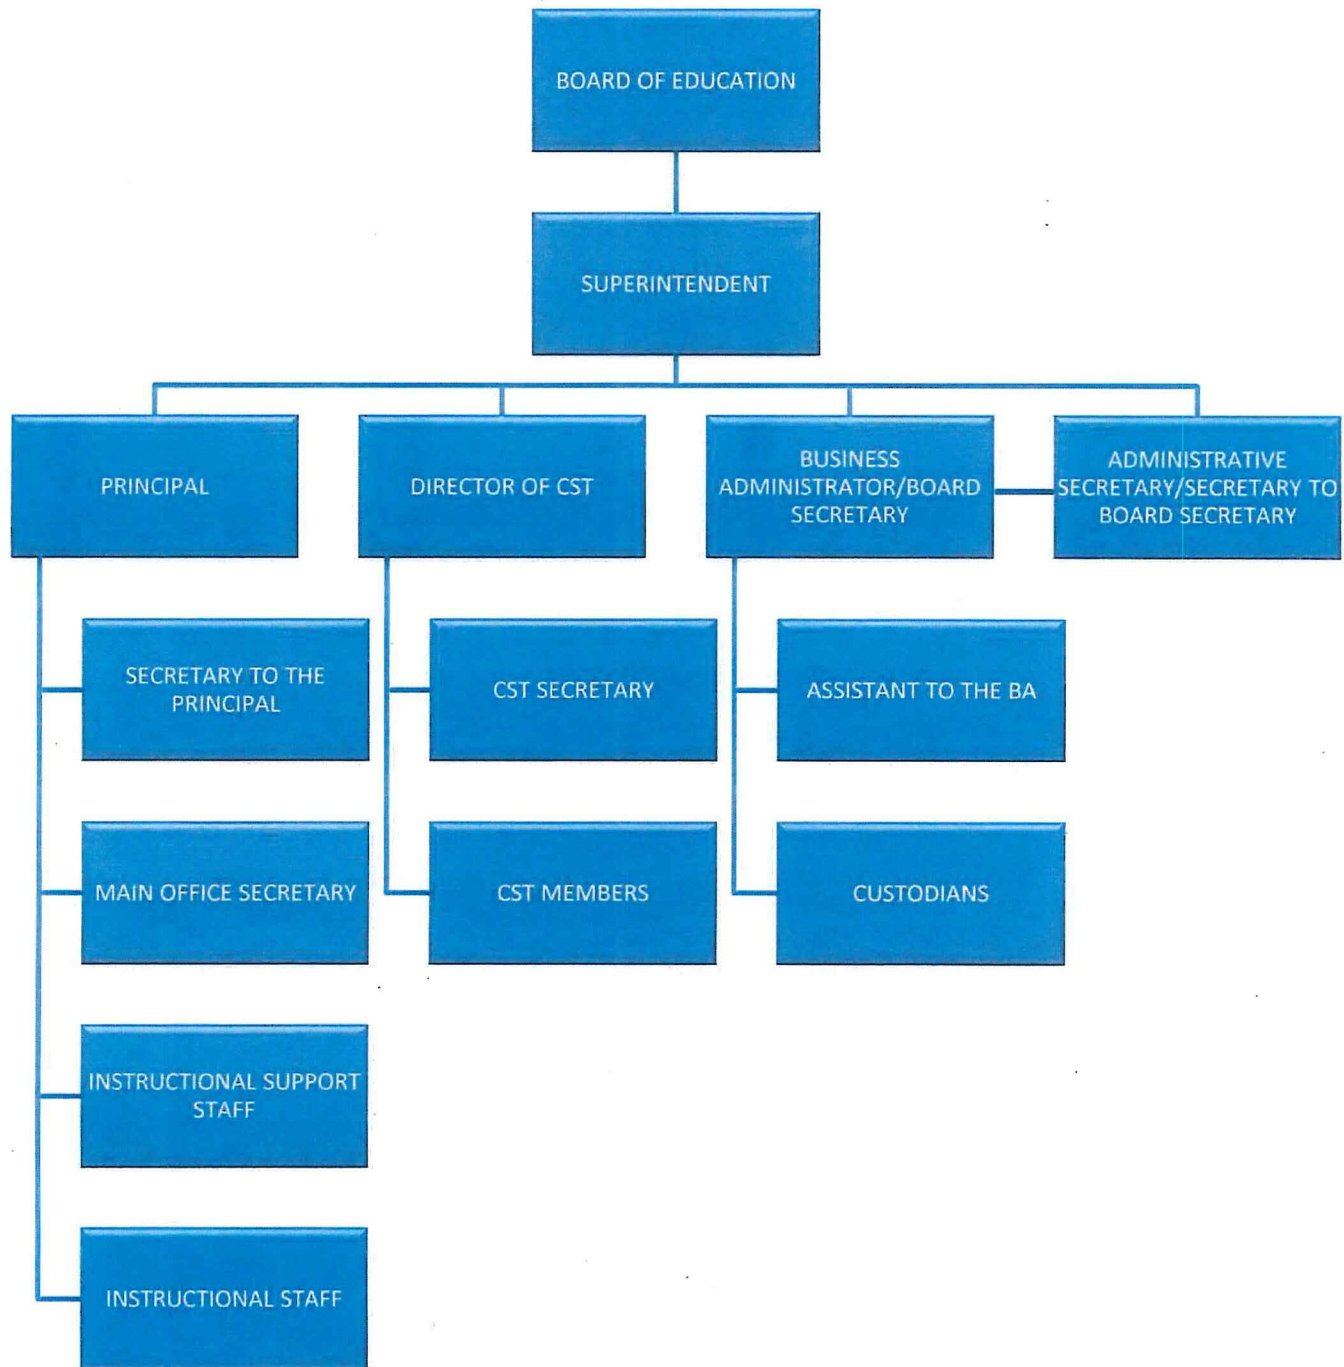 BOARD OF EDUCATION
SUPERINTENDENT
PRINCIPAL
DIRECTOR OF CST
BUSINESS
ADMINISTRATOR/BOARD
SECRETARY
ADMINISTRATIVE
SECRETARY/SECRETARY TO
BOARD SECRETARY
SECRETARY TO THE
PRINCIPAL
CST SECRETARY
ASSISTANT TO THE BA
MAIN OFFICE SECRETARY
CST MEMBERS
CUSTODIANS
INSTRUCTIONAL SUPPORT
STAFF
INSTRUCTIONAL STAFF